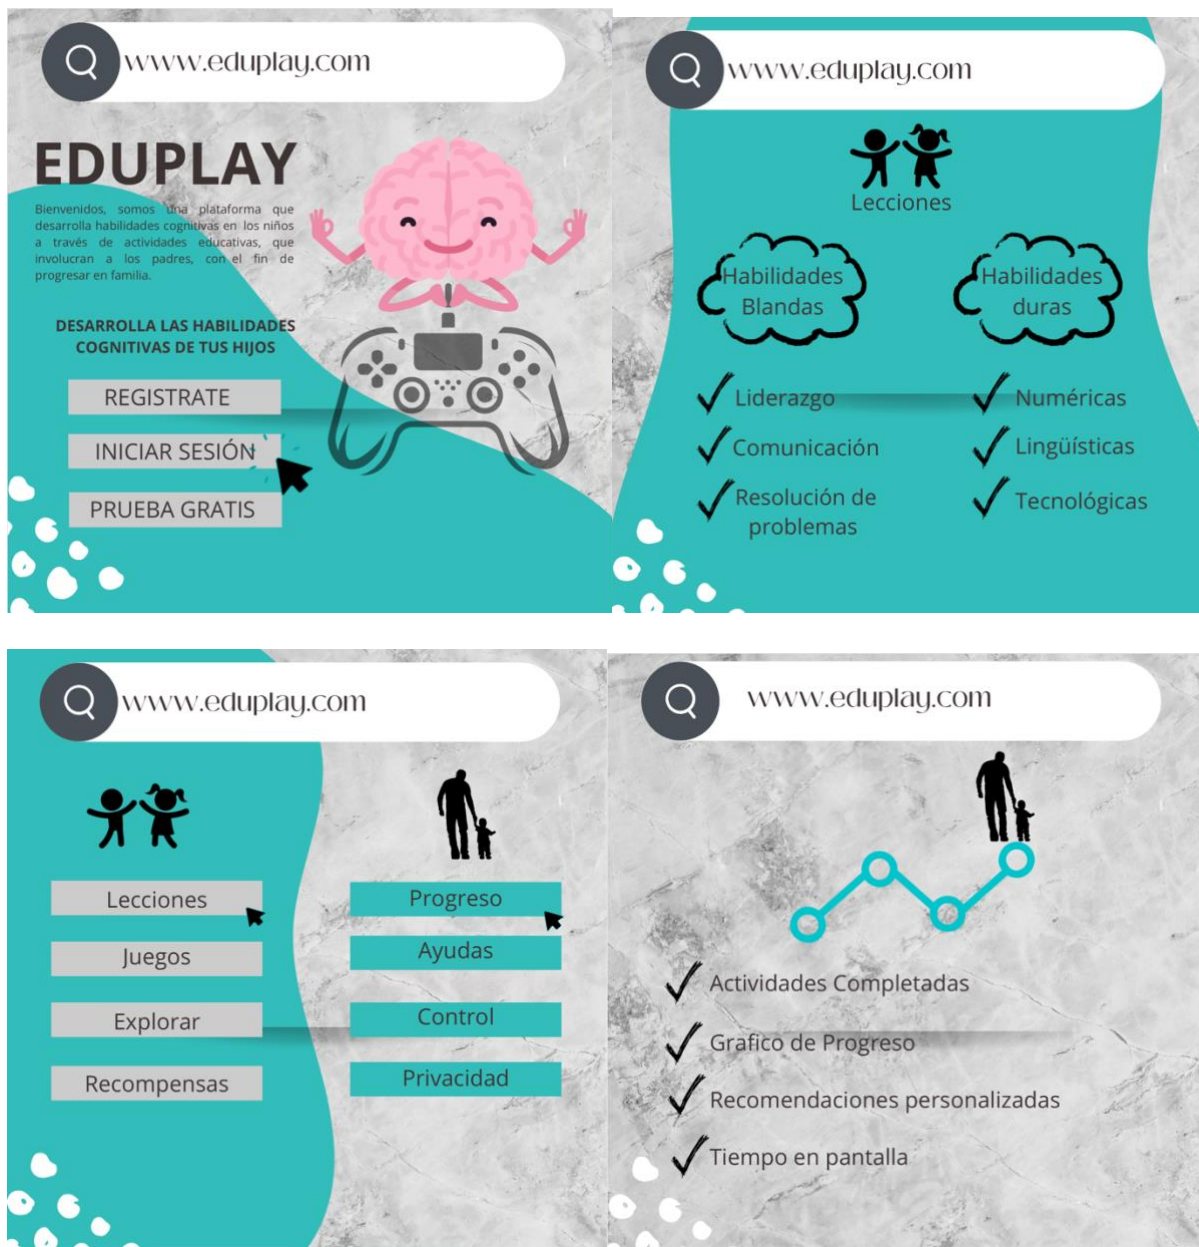 www.eduplay.com
EDUPLAY
Bienvenidos, somos una plataforma que
desarrolla habilidades cognitivas en los niños
a través de actividades educativas, que
involucran a los padres, con el fin de
progresar en familia.
DESARROLLA LAS HABILIDADES
COGNITIVAS DE TUS HIJOS
REGISTRATE
INICIAR SESIÓN
PRUEBA GRATIS
www.eduplay.com
Lecciones
Habilidades
Blandas
Liderazgo
Comunicación
Resolución de
problemas
Habilidades
duras
Numéricas
Lingüísticas
Tecnológicas
www.eduplay.com
Lecciones
Juegos
Explorar
Recompensas
Progreso
Ayudas
Control
Privacidad
www.eduplay.com
Actividades Completadas
Grafico de Progreso
Recomendaciones personalizadas
Tiempo en pantalla